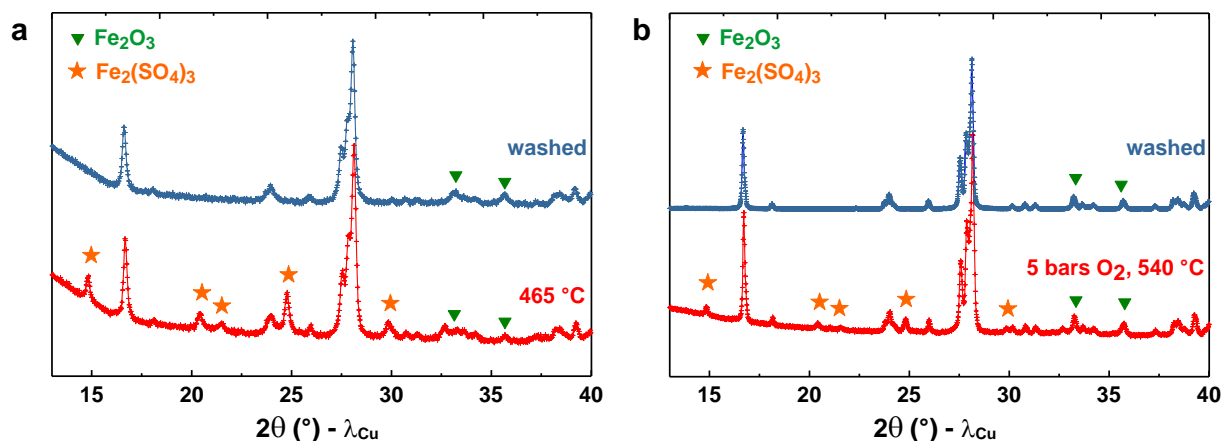 a
Fe2O3
Fe2(SO4)3
washed
465 °C
15 20 25 30 35 40
2θ (°) - λCu
b
Fe2O3
Fe2(SO4)3
washed
5 bars O2, 540 °C
15 20 25 30 35 40
2θ (°) - λCu